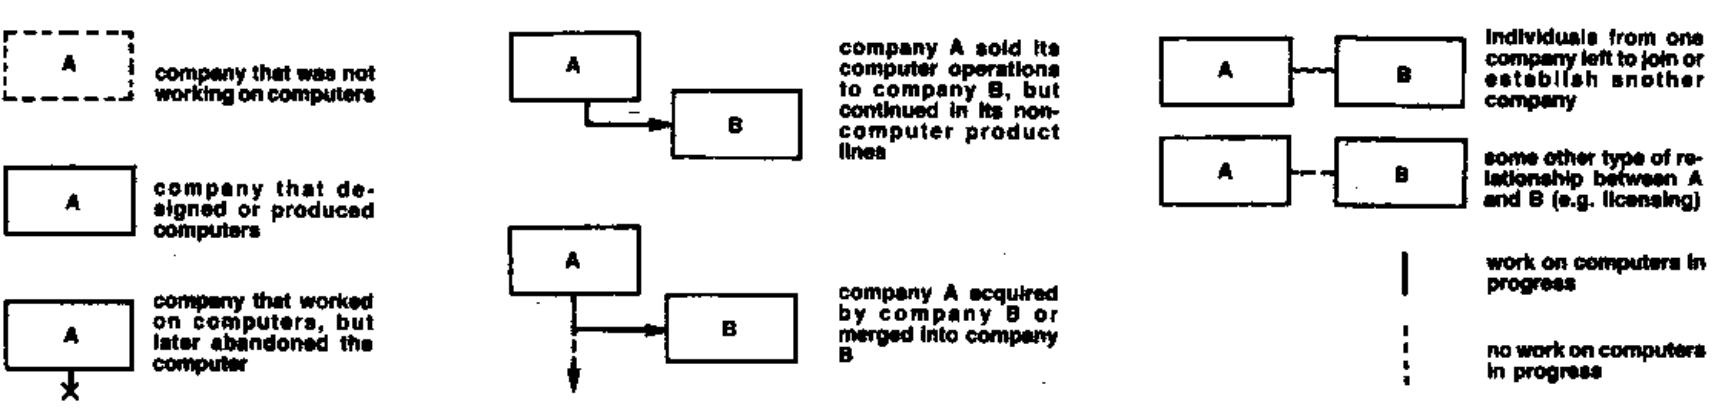 A
company that was not
working on computers
A
company that de-
signed or produced
computers
A
company that worked
on computers, but
later abandoned the
computer
A
B
company A sold its
computer operations
to company B, but
continued in its non-
computer product
lines
A
B
company A acquired
by company B or
merged into company
B
A
B
Individuals from one
company left to join or
establish snother
company
A
B
some other type of re-
lationship between A
and B (e.g. licensing)
work on computers in
progress
no work on computers
in progress